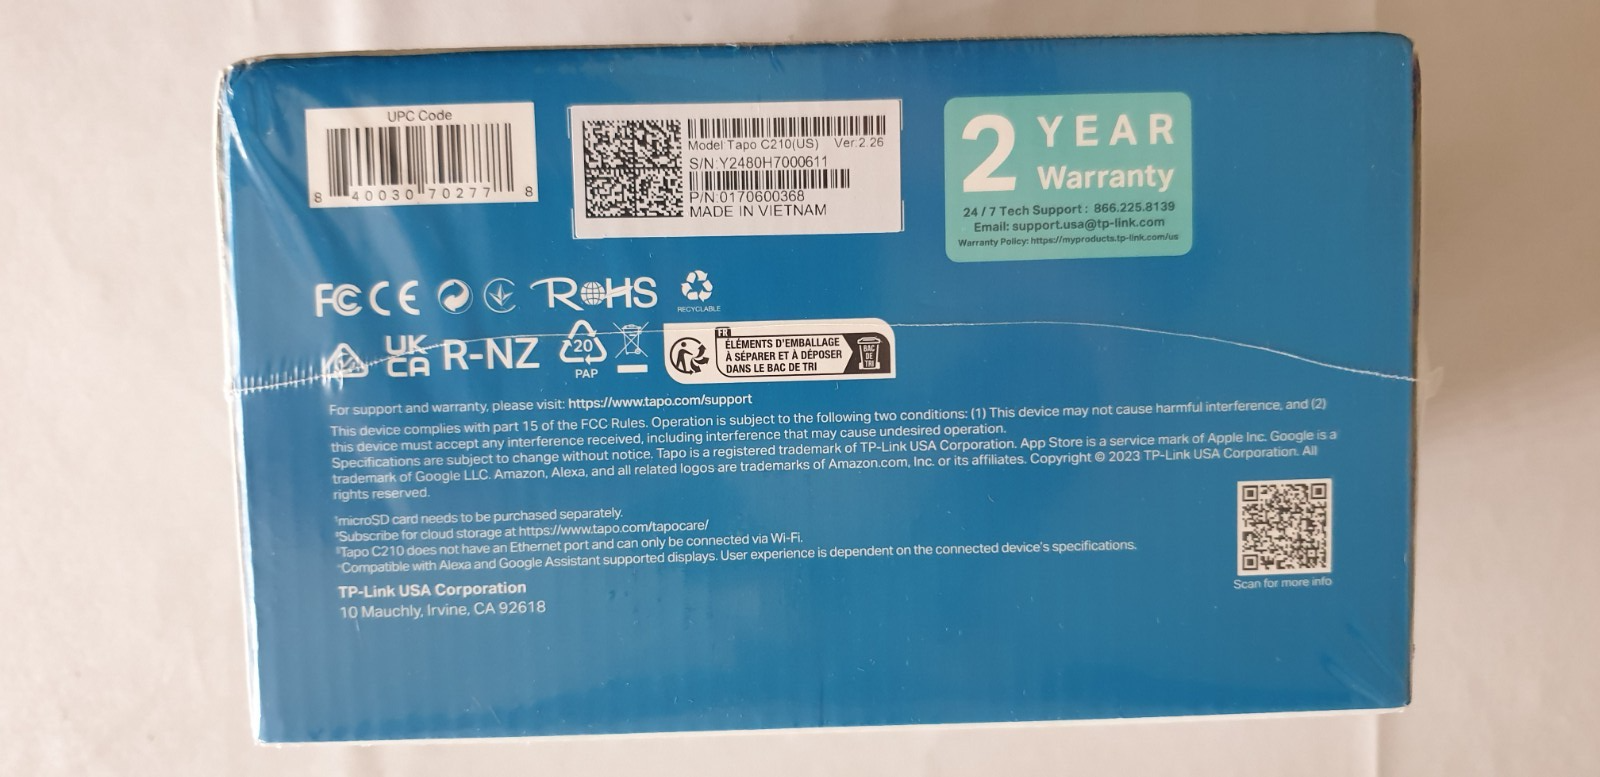 UPC Code
8 40030 70277 8
Model Tapo C210(US) Ver:2.26
S/N:Y2480H7000611
P/N:0170600368
MADE IN VIETNAM
2 YEAR
Warranty
24 / 7 Tech Support : 866.225.8139
Email: support.usa@tp-link.com
Warranty Policy: https://myproducts.tp-link.com/us
FC CE RoHS
RECYCLABLE
UK
CA
R-NZ
20
PAP
FR
ÉLÉMENTS D'EMBALLAGE
À SÉPARER ET À DÉPOSER
DANS LE BAC DE TRI
BAC
DE
TRI
For support and warranty, please visit: https://www.tapo.com/support
This device complies with part 15 of the FCC Rules. Operation is subject to the following two conditions: (1) This device may not cause harmful interference, and (2)
this device must accept any interference received, including interference that may cause undesired operation.
Specifications are subject to change without notice. Tapo is a registered trademark of TP-Link USA Corporation. App Store is a service mark of Apple Inc. Google is a
trademark of Google LLC. Amazon, Alexa, and all related logos are trademarks of Amazon.com, Inc. or its affiliates. Copyright © 2023 TP-Link USA Corporation. All
rights reserved.
microSD card needs to be purchased separately.
Subscribe for cloud storage at https://www.tapo.com/tapocare/
Tapo C210 does not have an Ethernet port and can only be connected via Wi-Fi.
Compatible with Alexa and Google Assistant supported displays. User experience is dependent on the connected device's specifications.
TP-Link USA Corporation
10 Mauchly, Irvine, CA 92618
Scan for more info